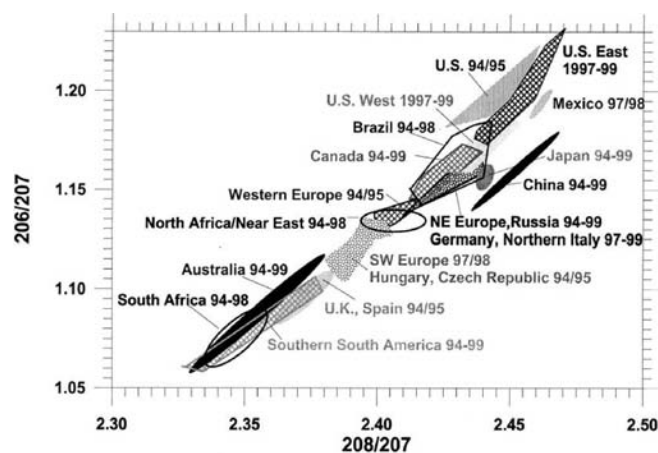 U.S. 94/95
U.S. East
1997-99
1.20
U.S. West 1997-99
Mexico 97/98
Brazil 94-98
Canada 94-99
Japan 94-99
1.15
China 94-99
Western Europe 94/95
206/207
North Africa/Near East 94-98
NE Europe,Russia 94-99
Germany, Northern Italy 97-99
SW Europe 97/98
Hungary, Czech Republic 94/95
Australia 94-99
1.10
South Africa 94-98
U.K., Spain 94/95
Southern South America 94-99
1.05
2.30 2.35 2.40 2.45 2.50
208/207